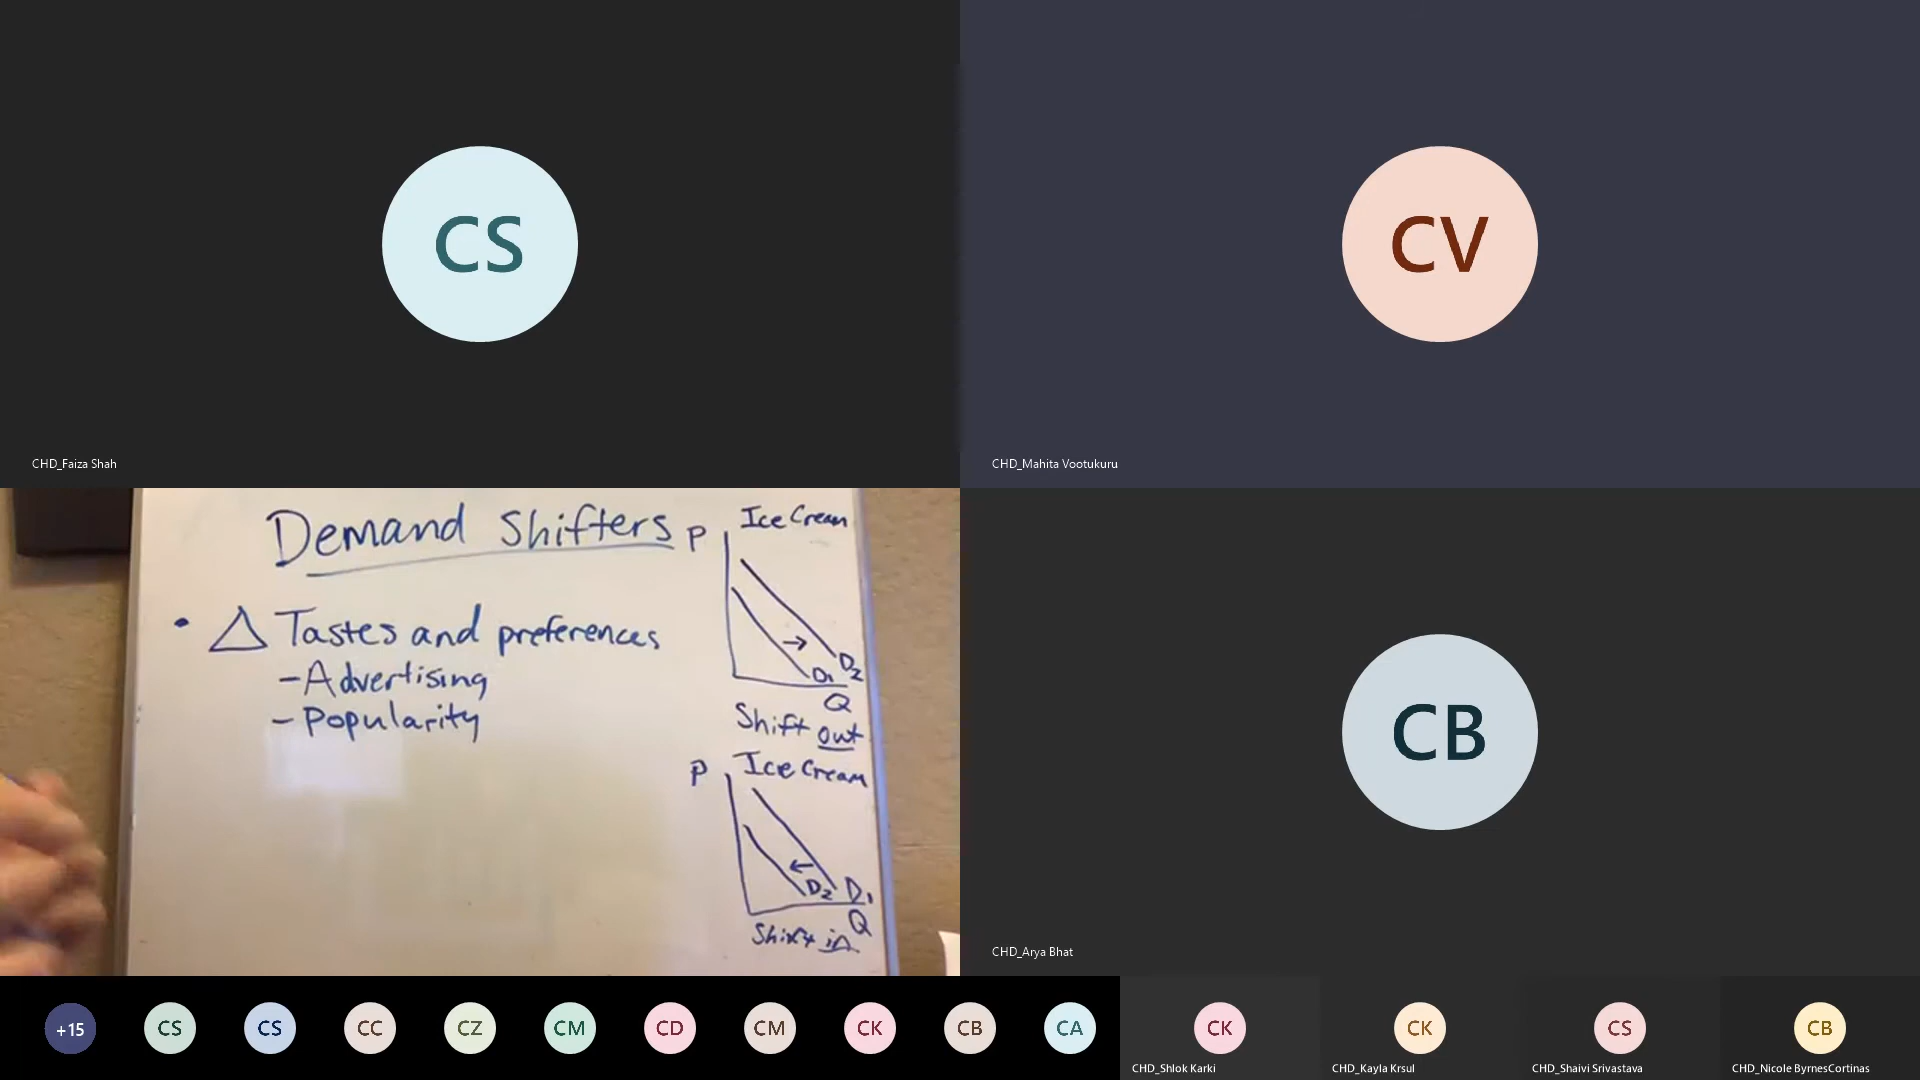 CS
CV
CHD_Faiza Shah
CHD_Mahita Vootukuru
Demand Shifters
• △ Tastes and preferences
- Advertising
- Popularity
P
Ice Cream
D1
D2
Q
Shift out
P
Ice Cream
D2
D1
Q
Shift in
CB
CHD_Arya Bhat
+15
CS
CS
CC
CZ
CM
CD
CM
CK
CB
CA
CK
CK
CS
CB
CHD_Shlok Karki
CHD_Kayla Krsul
CHD_Shaivi Srivastava
CHD_Nicole ByrnesCortinas